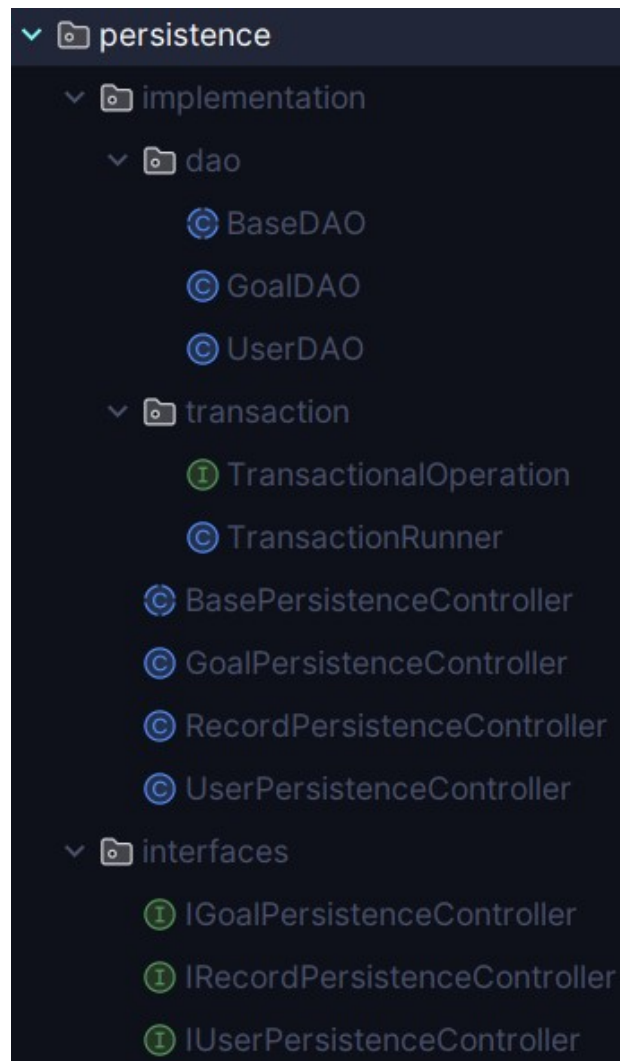 persistence
implementation
dao
BaseDAO
GoalDAO
UserDAO
transaction
TransactionalOperation
TransactionRunner
BasePersistenceController
GoalPersistenceController
RecordPersistenceController
UserPersistenceController
interfaces
IGoalPersistenceController
IRecordPersistenceController
IUserPersistenceController